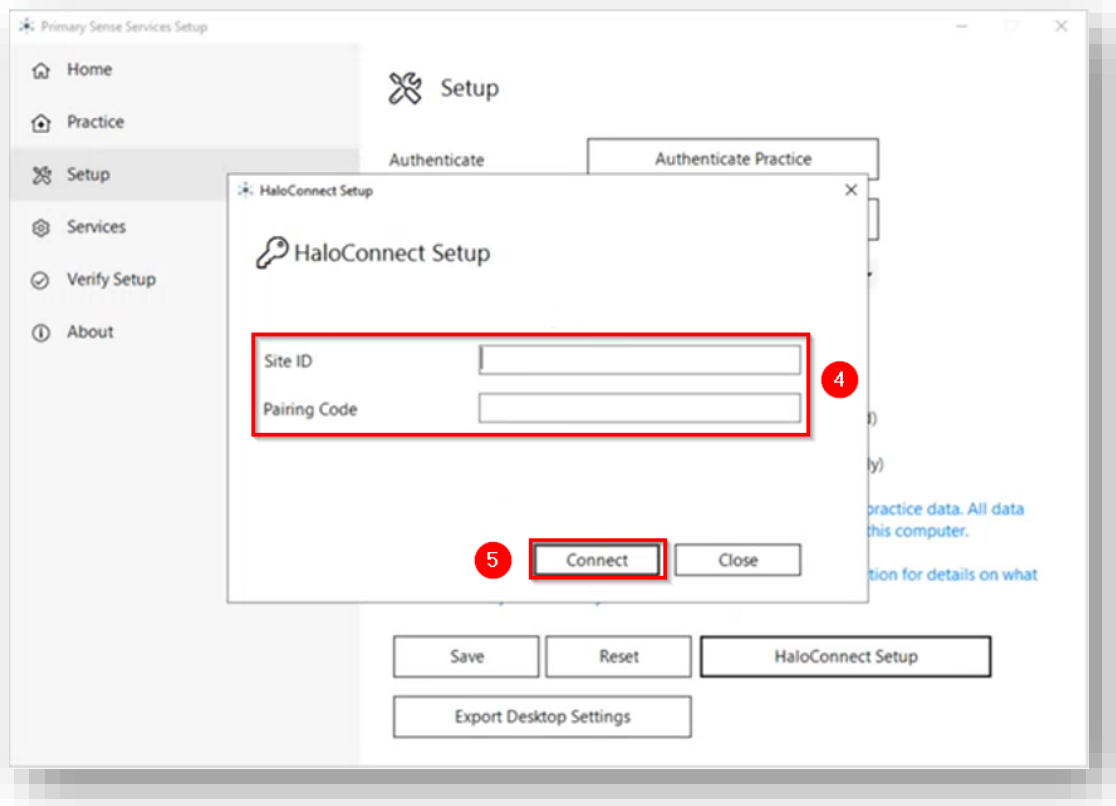 Primary Sense Services Setup
Home
Practice
Setup
Services
Verify Setup
About
Setup
Authenticate
Authenticate Practice
HaloConnect Setup
HaloConnect Setup
Site ID
Pairing Code
4
5
Connect
Close
practice data. All data
this computer.
for details on what
Save
Reset
HaloConnect Setup
Export Desktop Settings